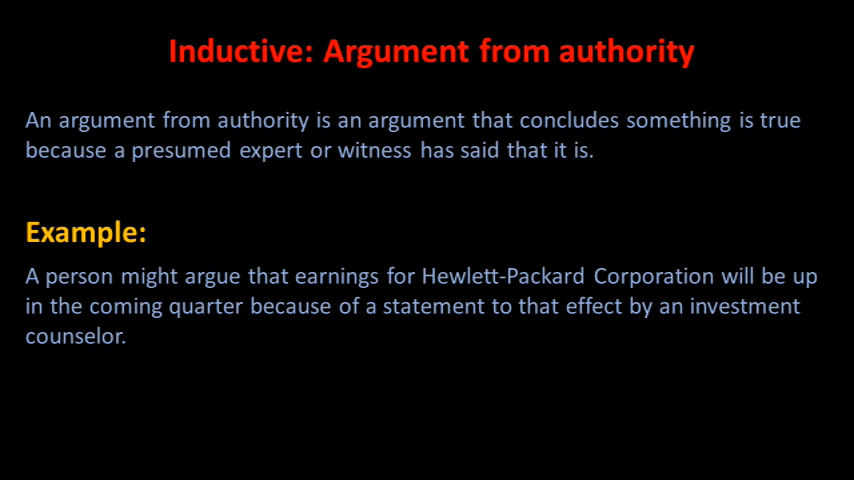 Inductive: Argument from authority
An argument from authority is an argument that concludes something is true
because a presumed expert or witness has said that it is.
Example:
A person might argue that earnings for Hewlett-Packard Corporation will be up
in the coming quarter because of a statement to that effect by an investment
counselor.